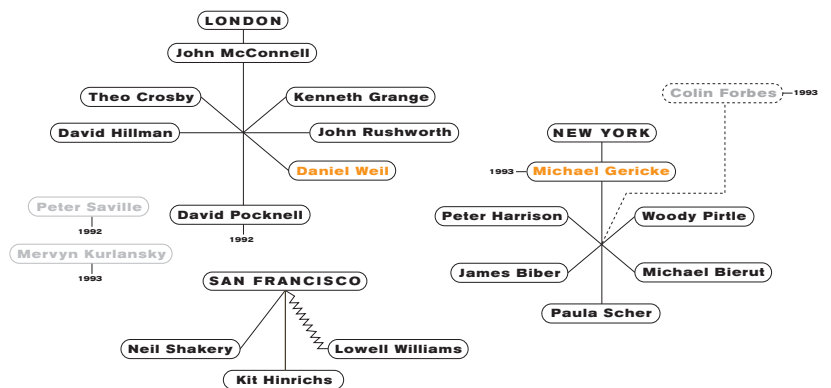 LONDON
John McConnell
Theo Crosby
Kenneth Grange
David Hillman
John Rushworth
Daniel Weil
David Pocknell
1992
Peter Saville
1992
Mervyn Kurlansky
1993
SAN FRANCISCO
Neil Shakery
Lowell Williams
Kit Hinrichs
Colin Forbes
1993
NEW YORK
1993
Michael Gericke
Peter Harrison
Woody Pirtle
James Biber
Michael Bierut
Paula Scher